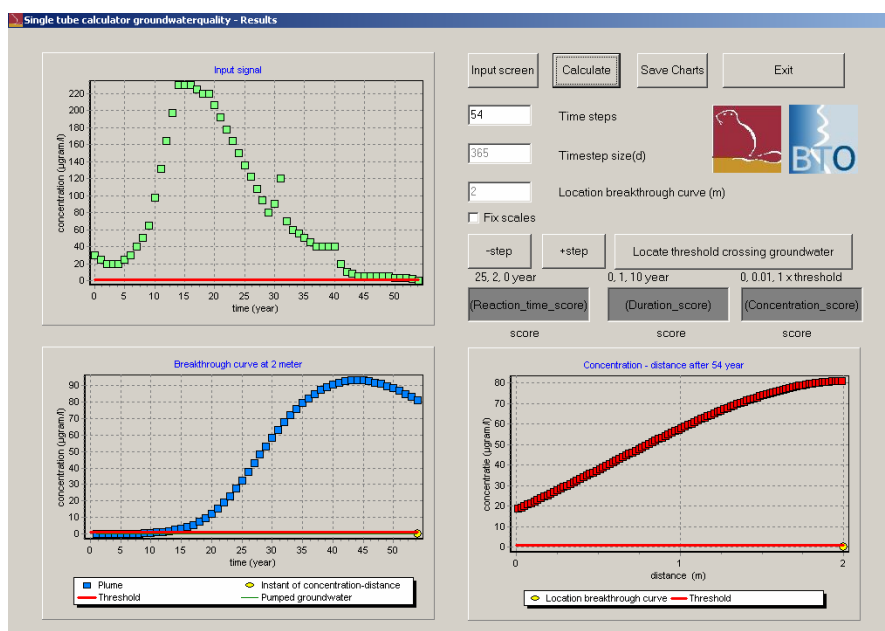 Single tube calculator groundwaterquality - Results
Input signal
concentration (µgram/l)
220
200
180
160
140
120
100
80
60
40
20
0
0 5 10 15 20 25 30 35 40 45 50
time (year)
Input screen Calculate Save Charts Exit
54 Time steps
365 Timestep size(d)
2 Location breakthrough curve (m)
Fix scales
BTO
-step +step Locate threshold crossing groundwater
25, 2, 0 year 0, 1, 10 year 0, 0.01, 1 x threshold
(Reaction_time_score) (Duration_score) (Concentration_score)
score score score
Breakthrough curve at 2 meter
concentration (µgram/l)
90
80
70
60
50
40
30
20
10
0
0 5 10 15 20 25 30 35 40 45 50
time (year)
Plume Instant of concentration-distance
Threshold Pumped groundwater
Concentration - distance after 54 year
concentratie (µgram/l)
80
70
60
50
40
30
20
10
0
0 1 2
distance (m)
Location breakthrough curve Threshold